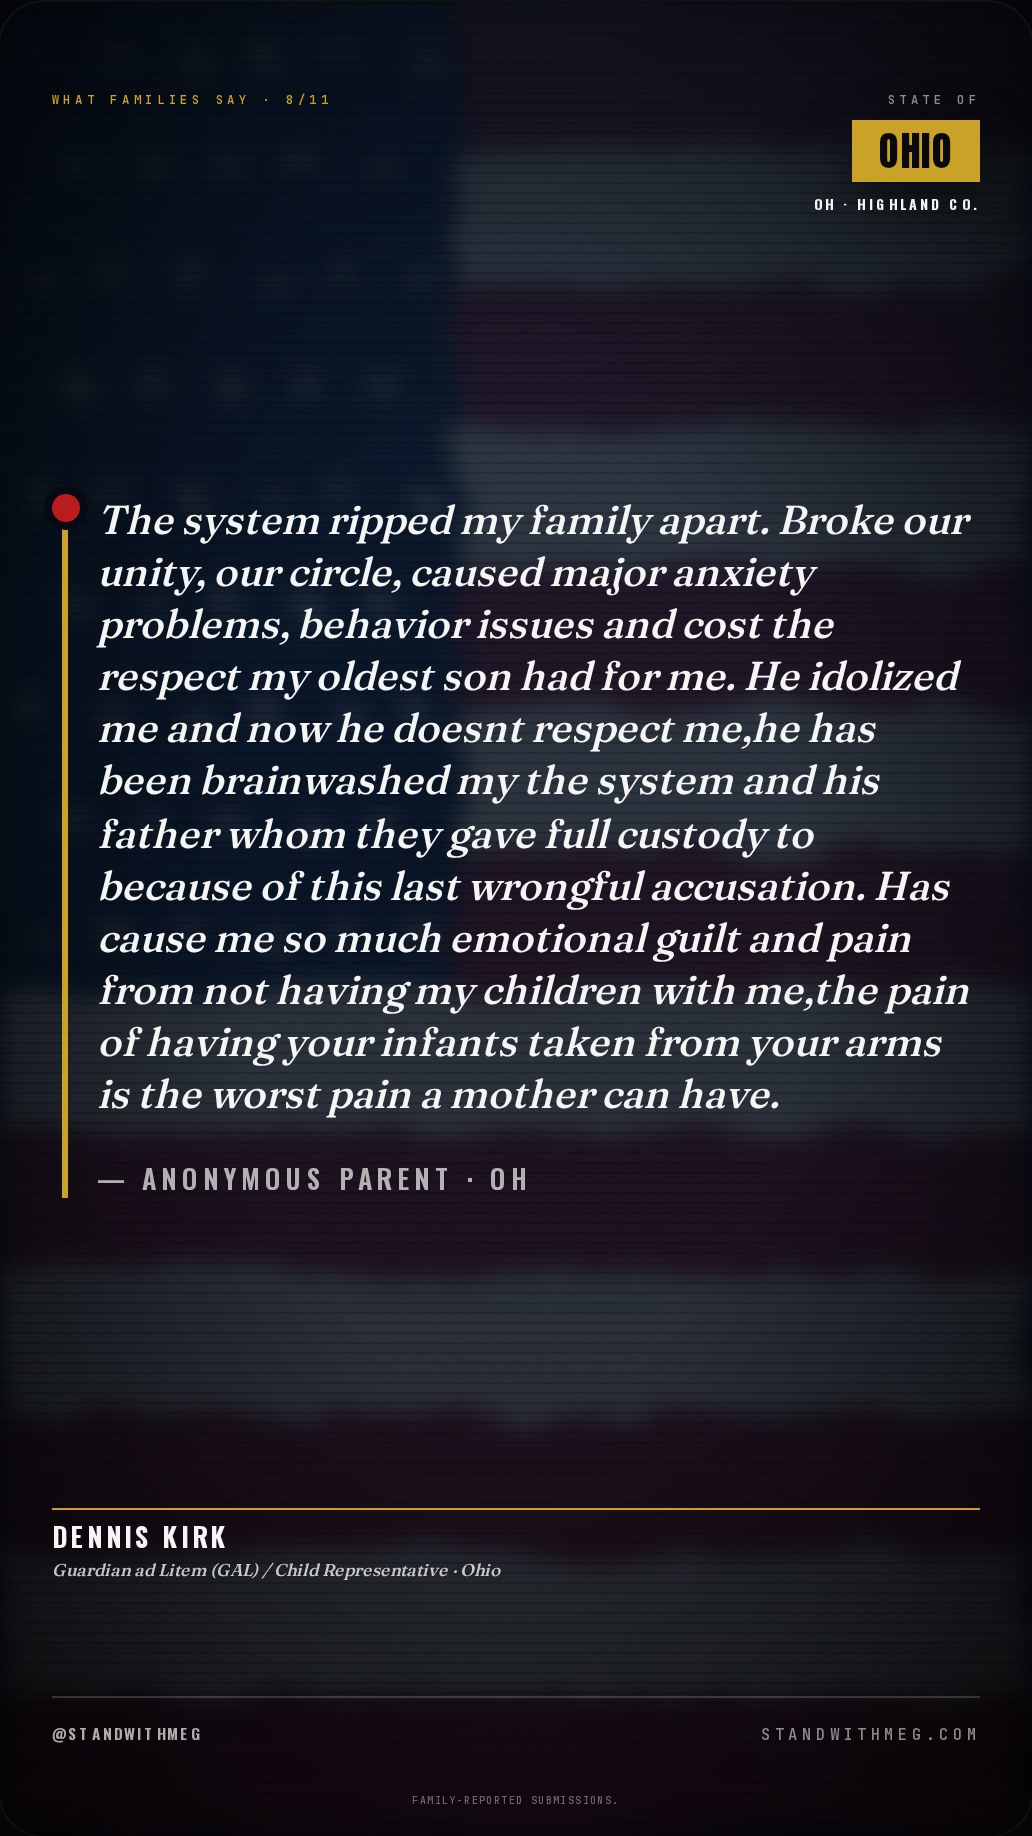 WHAT FAMILIES SAY · 8/11
STATE OF
OHIO
OH · HIGHLAND CO.
The system ripped my family apart. Broke our
unity, our circle, caused major anxiety
problems, behavior issues and cost the
respect my oldest son had for me. He idolized
me and now he doesnt respect me,he has
been brainwashed my the system and his
father whom they gave full custody to
because of this last wrongful accusation. Has
cause me so much emotional guilt and pain
from not having my children with me,the pain
of having your infants taken from your arms
is the worst pain a mother can have.
— ANONYMOUS PARENT · OH
DENNIS KIRK
Guardian ad Litem (GAL) / Child Representative · Ohio
@STANDWITHMEG
STANDWITHMEG.COM
FAMILY-REPORTED SUBMISSIONS.